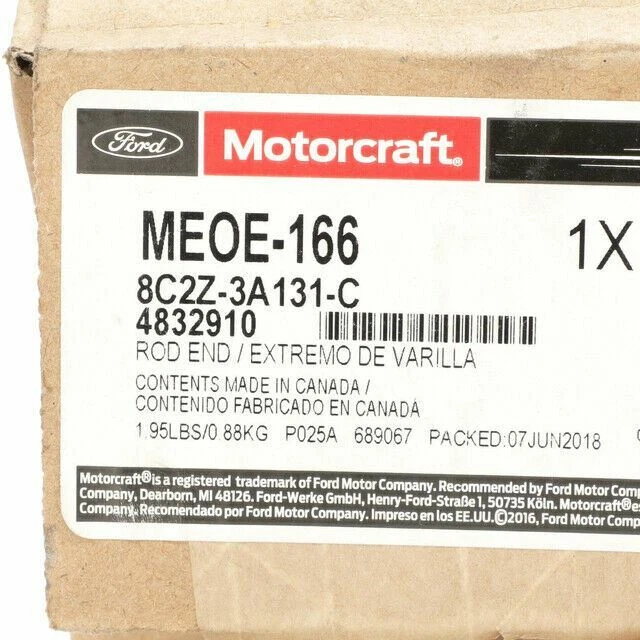 Ford Motorcraft®
MEOE-166 1X
8C2Z-3A131-C
4832910
ROD END / EXTREMO DE VARILLA
CONTENTS MADE IN CANADA /
CONTENIDO FABRICADO EN CANADÁ
1.95LBS/0.88KG P025A 689067 PACKED:07JUN2018
Motorcraft® is a registered trademark of Ford Motor Company. Recommended by Ford Motor
Company, Dearborn, MI 48126. Ford-Werke GmbH, Henry-Ford-Straße 1, 50735 Köln. Motorcraft® es
Company. Recomendado por Ford Motor Company. Impreso en los EE.UU. ©2016, Ford Motor